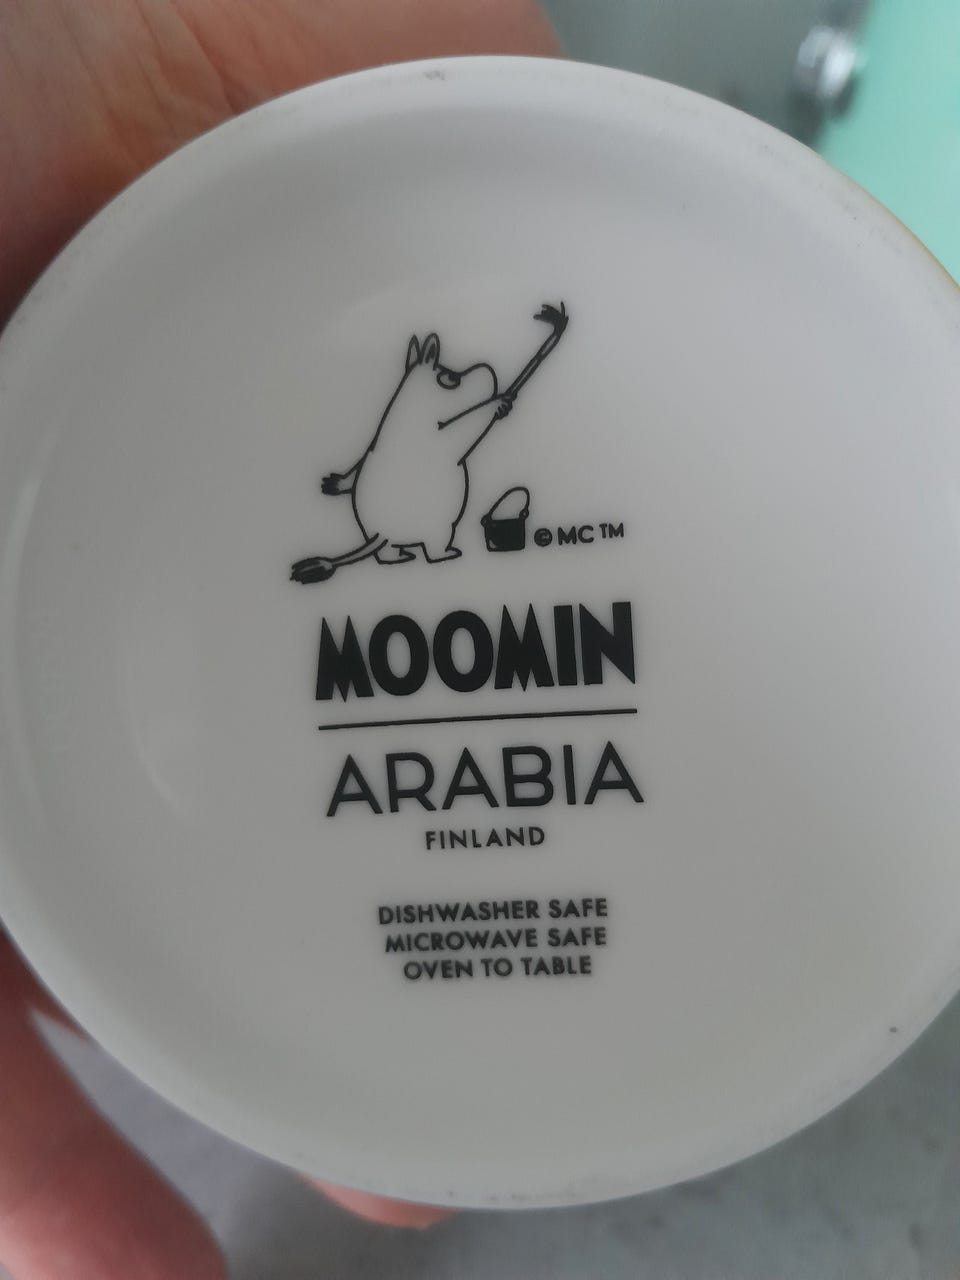 © MC ™
MOOMIN
ARABIA
FINLAND
DISHWASHER SAFE
MICROWAVE SAFE
OVEN TO TABLE